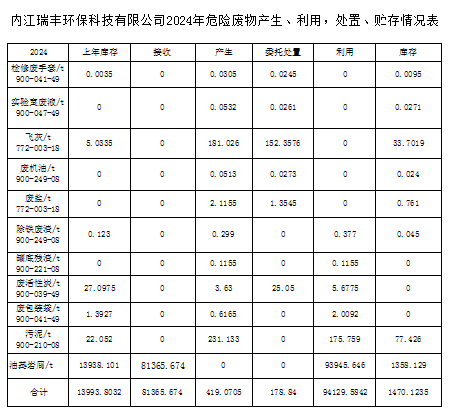 内江瑞丰环保科技有限公司2024年危险废物产生、利用，处置、贮存情况表
2024 上年库存 接收 产生 委托处置 利用 库存
检修废手套/t
900-041-49 0.0035 0 0.0305 0.0245 0 0.0095
实验室废液/t
900-047-49 0 0 0.0532 0.0261 0 0.0271
飞灰/t
772-003-18 5.0335 0 181.026 152.3576 0 33.7019
废机油/t
900-249-08 0 0 0.0513 0.0273 0 0.024
废盐/t
772-003-18 0 0 2.1155 1.3545 0 0.761
除铁废渣/t
900-249-08 0.123 0 0.299 0 0.377 0.045
罐底残液/t
900-221-08 0 0 0.1155 0 0.1155 0
废活性炭/t
900-039-49 27.0975 0 3.63 25.05 5.6775 0
废包装袋/t
900-041-49 1.3927 0 0.6165 0 2.0092 0
污泥/t
900-210-08 22.052 0 231.133 0 175.759 77.426
油基岩屑/t 13938.101 81365.674 0 0 93945.646 1358.129
合计 13993.8032 81365.674 419.0705 178.84 94129.5842 1470.1235